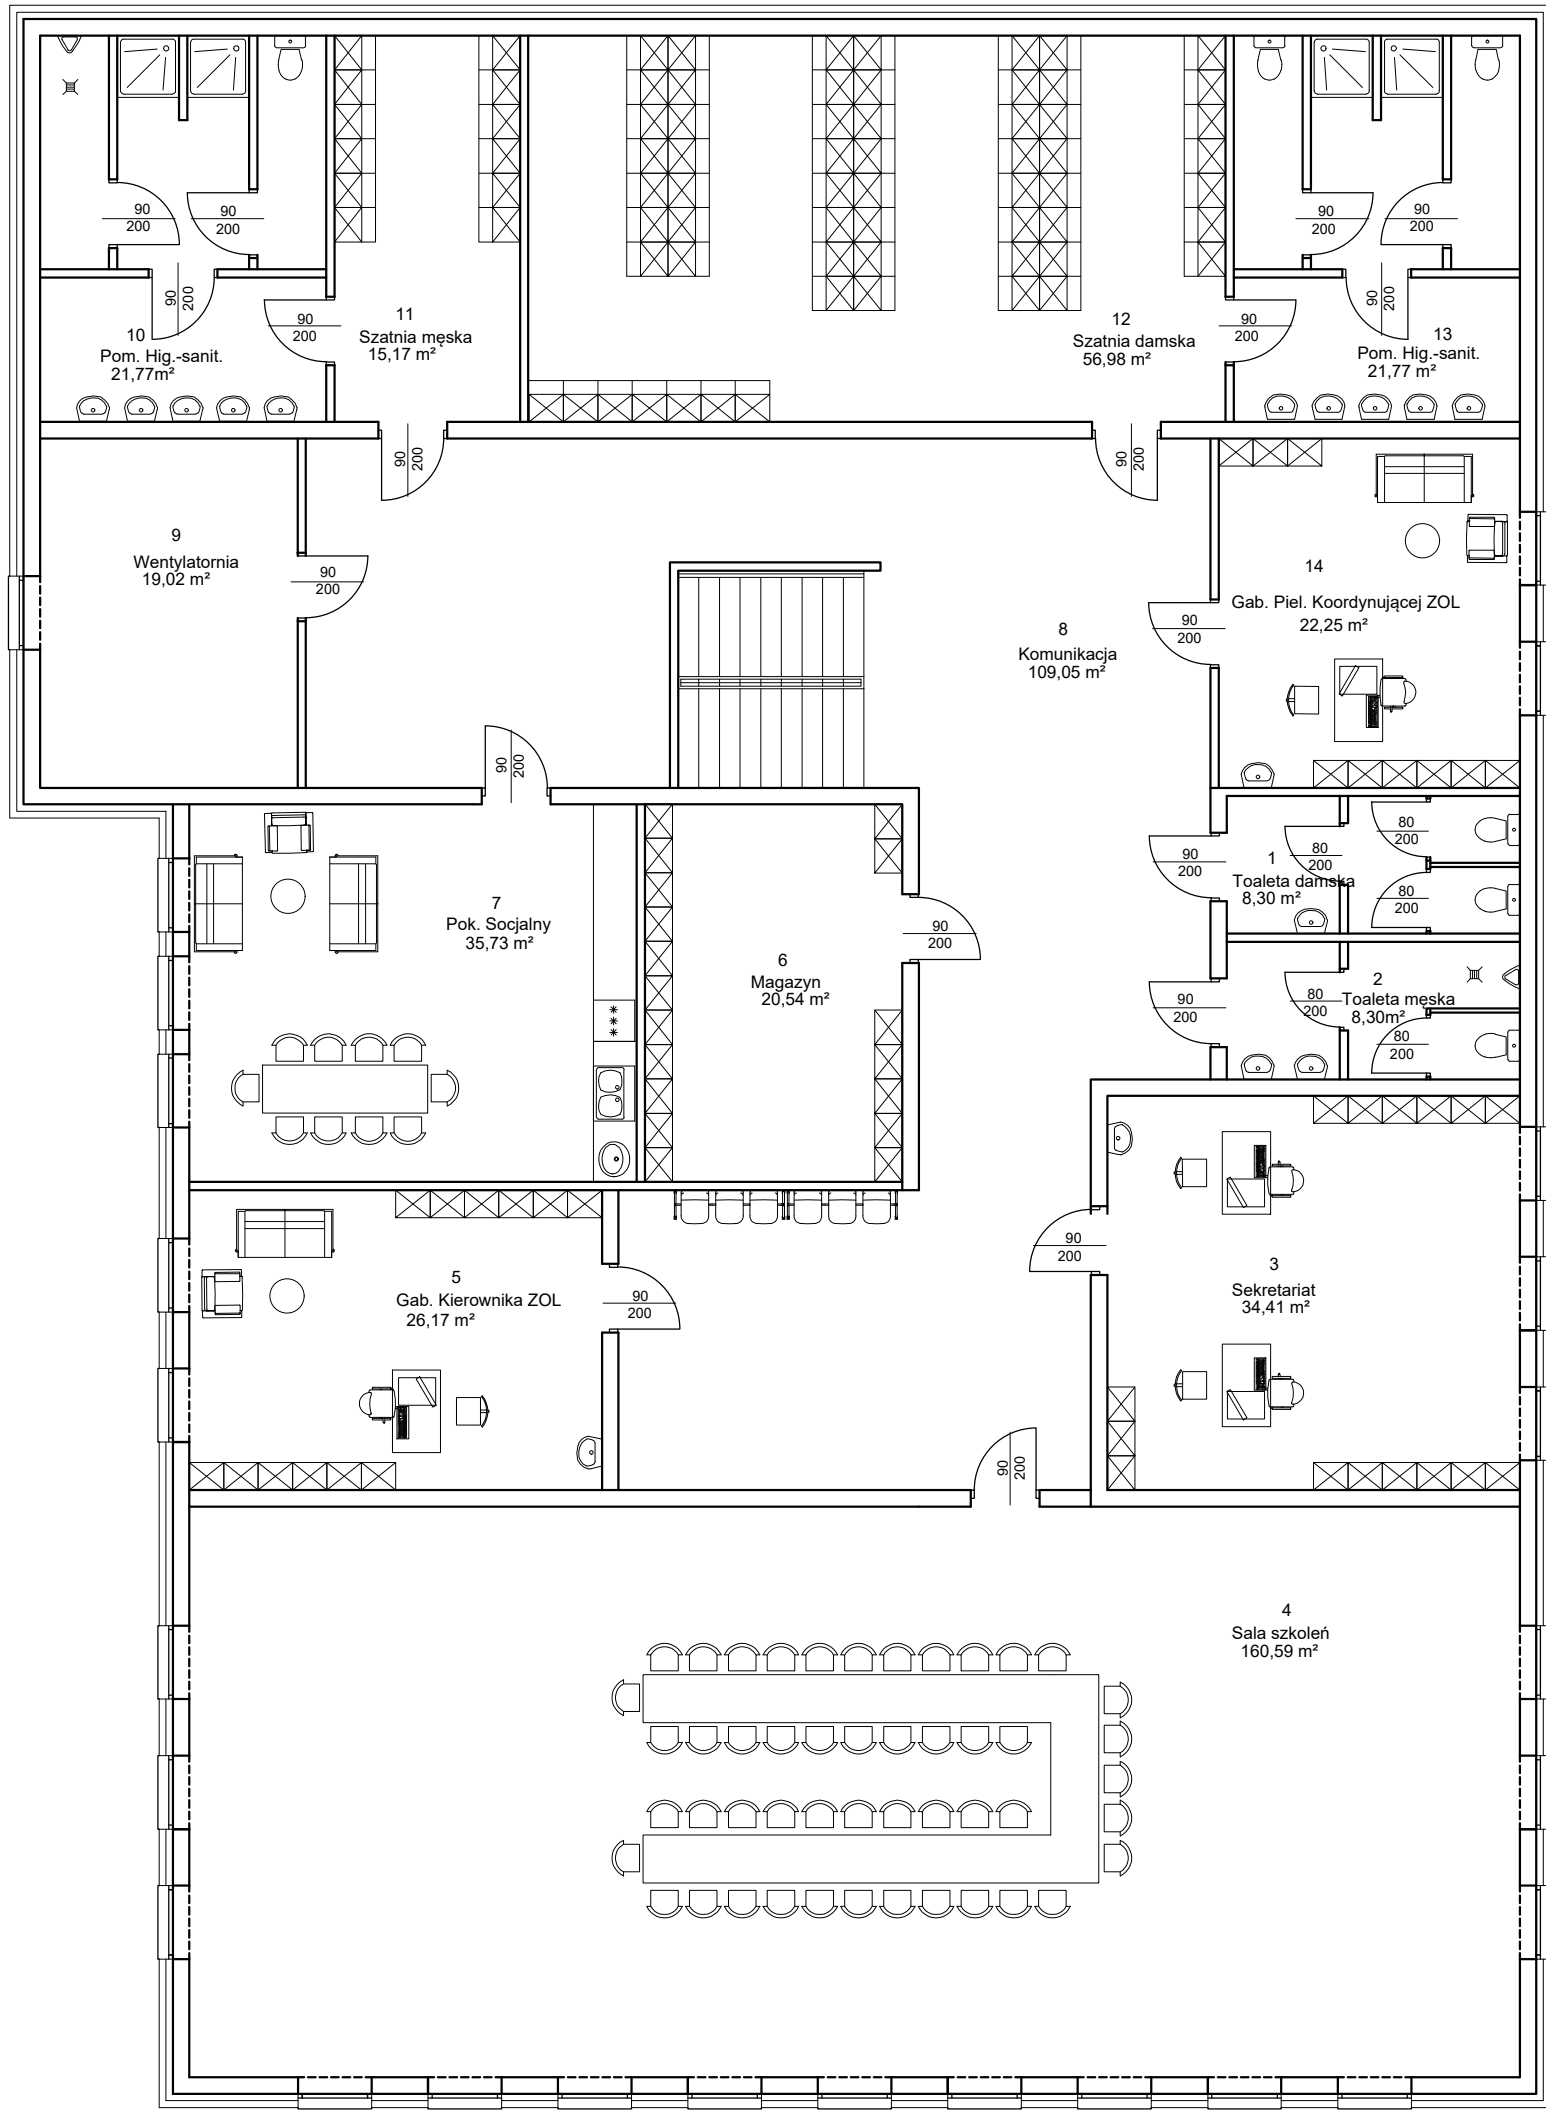 90
200
90
200
90
200
90
200
90
200
90
200
10
Pom. Hig.-sanit.
21,77m²
90
200
11
Szatnia męska
15,17 m²
12
Szatnia damska
56,98 m²
90
200
13
Pom. Hig.-sanit.
21,77 m²
90
200
90
200
9
Wentylatornia
19,02 m²
90
200
14
Gab. Piel. Koordynującej ZOL
22,25 m²
8
Komunikacja
109,05 m²
90
200
90
200
80
200
90
200
1
Toaleta damska
8,30 m²
80
200
80
200
7
Pok. Socjalny
35,73 m²
90
200
6
Magazyn
20,54 m²
90
200
80
200
2
Toaleta męska
8,30m²
80
200
90
200
3
Sekretariat
34,41 m²
5
Gab. Kierownika ZOL
26,17 m²
90
200
90
200
4
Sala szkoleń
160,59 m²